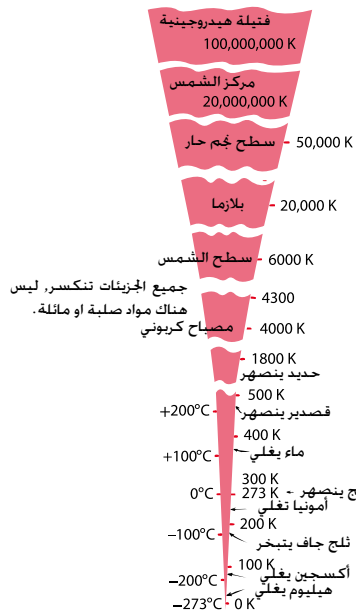 فتيلة هيدروجينية
100,000,000 K
مركز الشمس
20,000,000 K
سطح نجم حار
50,000 K
بلازما
20,000 K
سطح الشمس
6000 K
جميع الجزيئات تنكسر, ليس
هناك مواد صلبة او مائلة.
4300
مصباح كربوني
4000 K
1800 K
حديد ينصهر
500 K
+200°C
قصدير ينصهر
400 K
ماء يغلي
+100°C
300 K
0°C
273 K
ج ينصهر
أمونيا تغلي
200 K
−100°C
ثلج جاف يتبخر
100 K
أكسجين يغلي
−200°C
هيليوم يغلي
−273°C
0 K